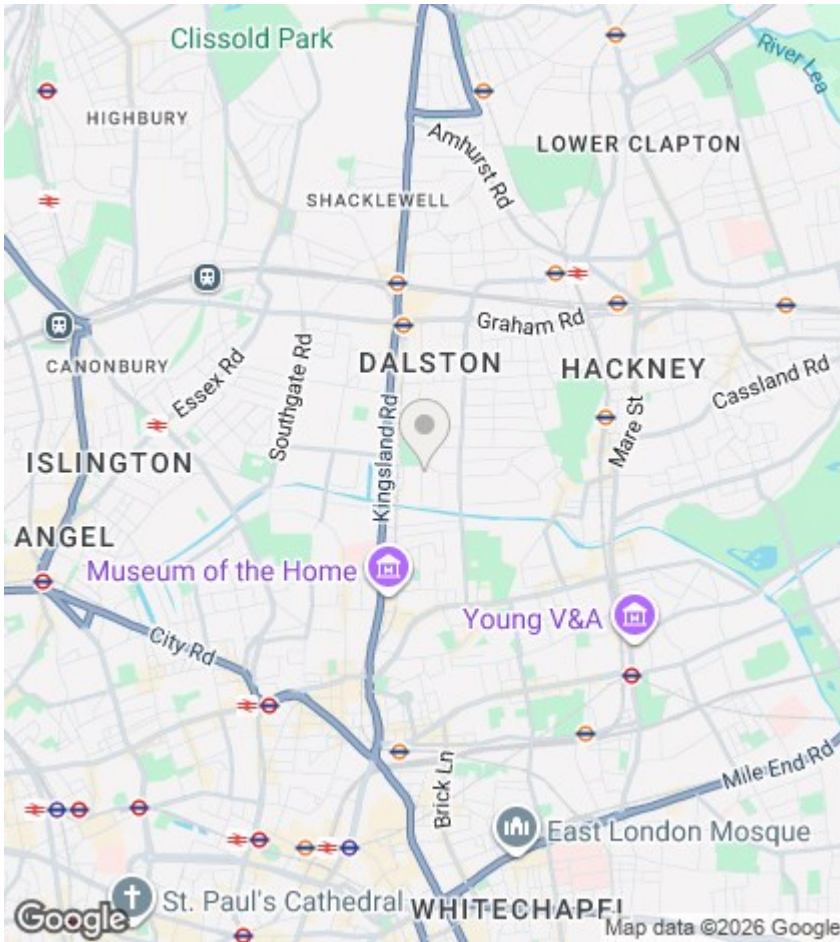 Clissold Park
River Lea
HIGHBURY
Amhurst Rd
LOWER CLAPTON
SHACKLEWELL
Graham Rd
CANONBURY
Essex Rd
Southgate Rd
DALSTON
HACKNEY
Cassland Rd
Mare St
Kingsland Rd
ISLINGTON
ANGEL
Museum of the Home
Young V&A
City Rd
Brick Ln
Mile End Rd
East London Mosque
St. Paul's Cathedral
WHITECHAPEL
Google
Map data ©2026 Google